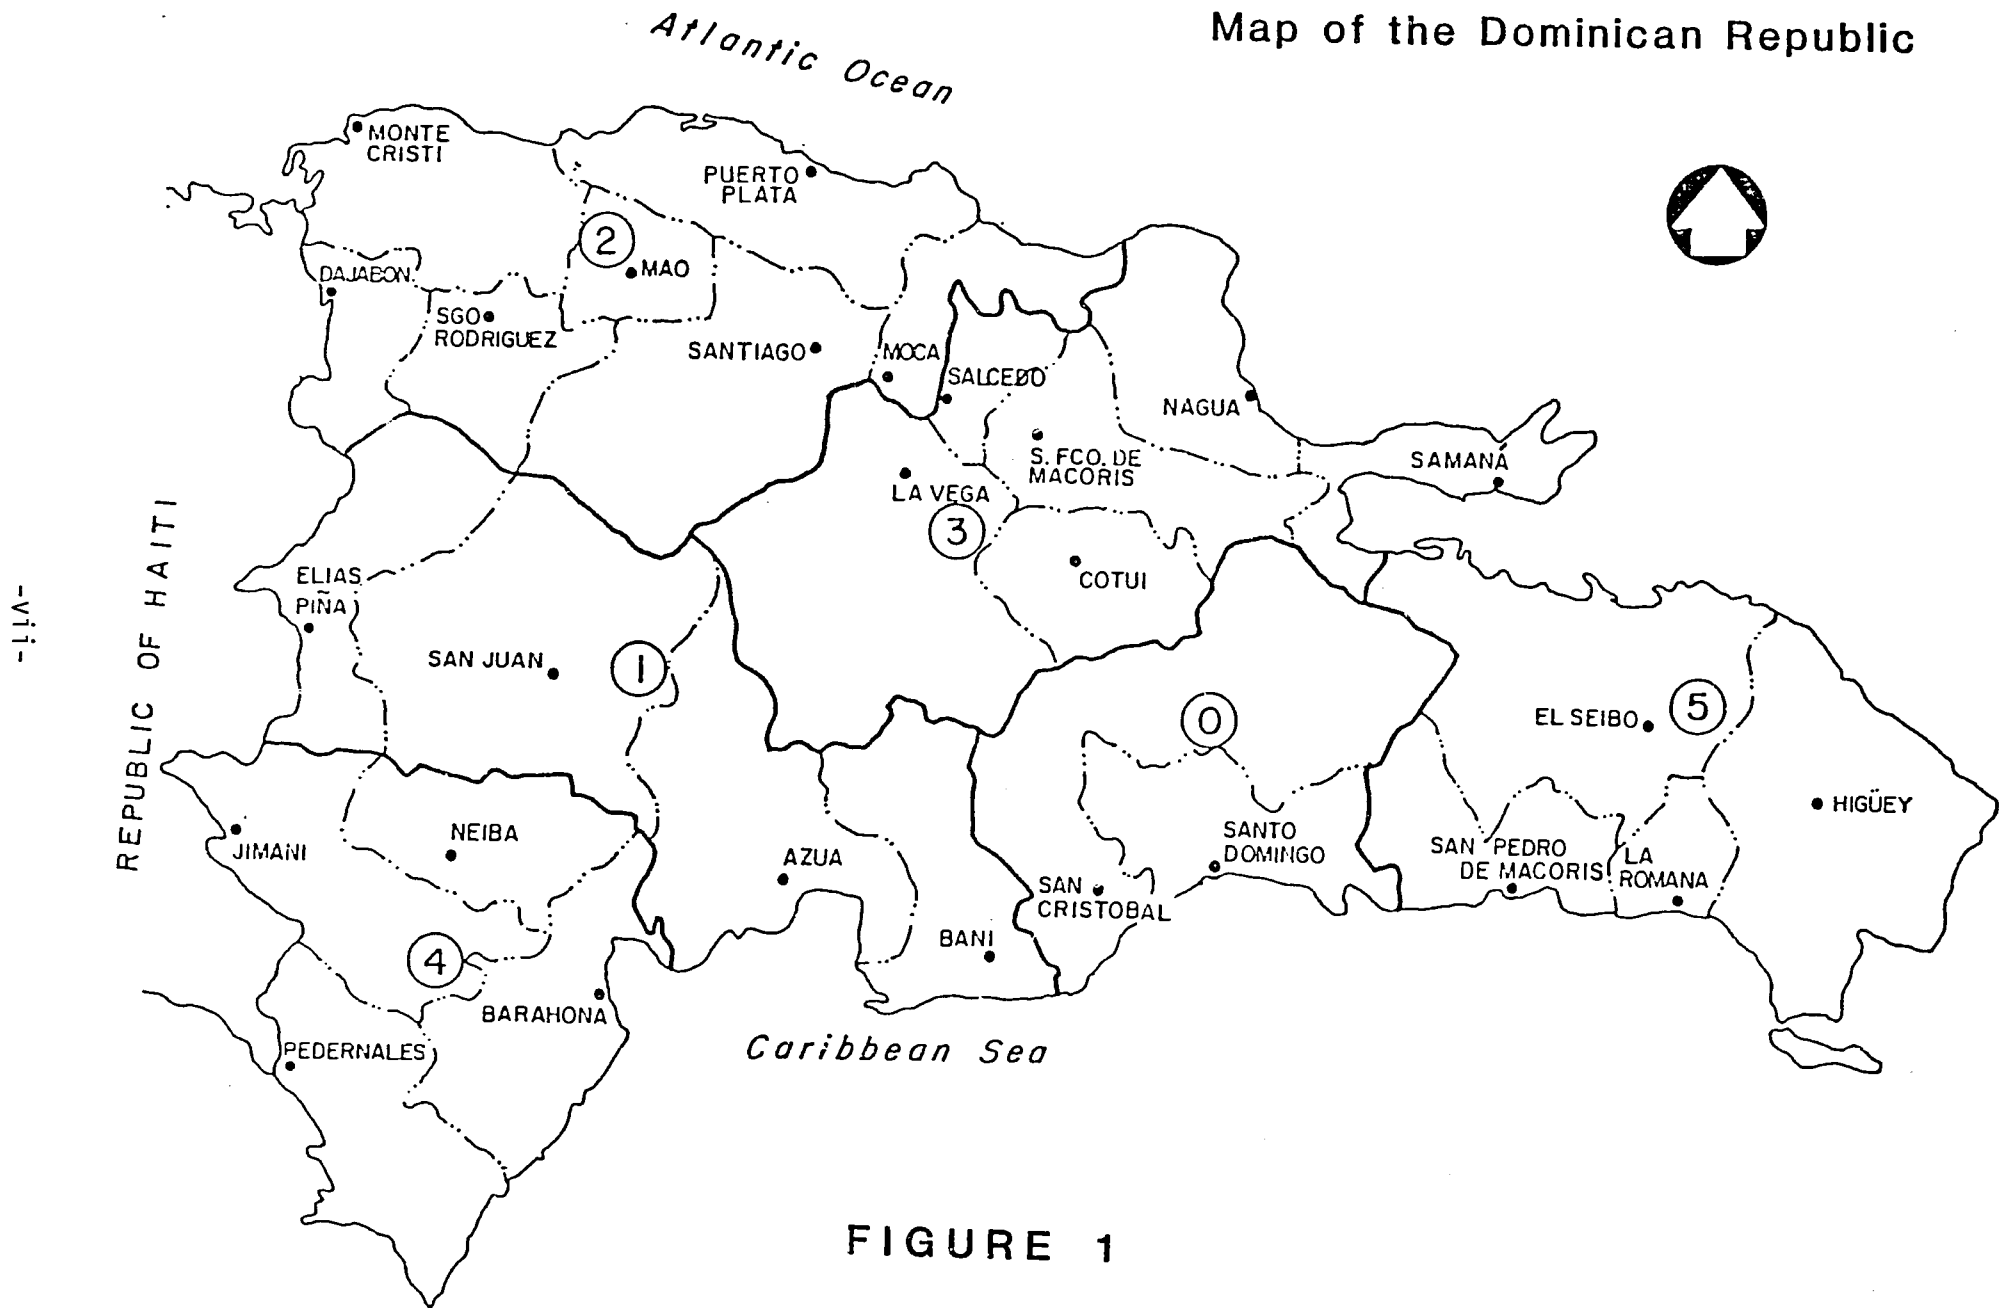 Map of the Dominican Republic
Atlantic Ocean
MONTE
CRISTI
PUERTO
PLATA
2
MAO
DAJABON
SGO
RODRIGUEZ
SANTIAGO
MOCA
SALCEDO
NAGUA
S. FCO. DE
MACORIS
SAMANÁ
LA VEGA
3
COTUI
REPUBLIC OF HAITI
ELIAS
PIÑA
-vii-
SAN JUAN
1
0
EL SEIBO
5
HIGÜEY
JIMANI
NEIBA
AZUA
SANTO
DOMINGO
SAN PEDRO
DE MACORIS
LA
ROMANA
SAN
CRISTOBAL
BANI
4
BARAHONA
PEDERNALES
Caribbean Sea
FIGURE 1